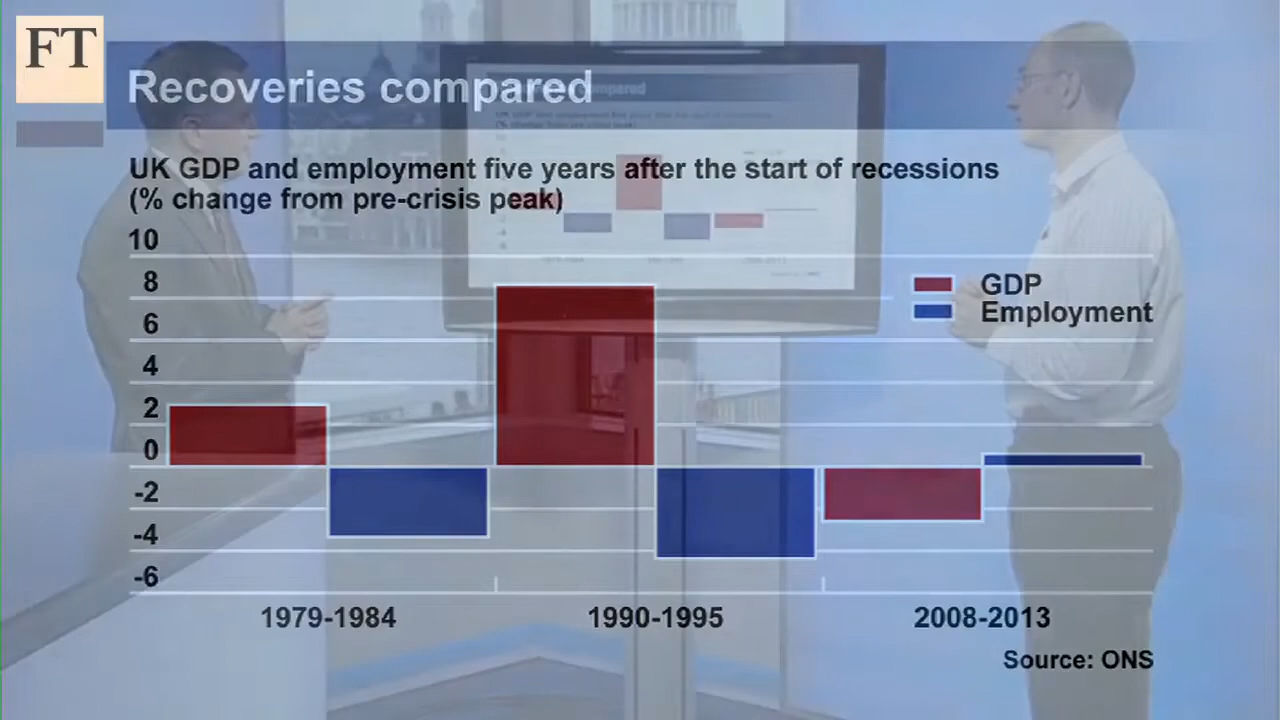 FT
Recoveries compared
UK GDP and employment five years after the start of recessions
(% change from pre-crisis peak)
10
8
6
4
2
0
-2
-4
-6
GDP
Employment
1979-1984
1990-1995
2008-2013
Source: ONS